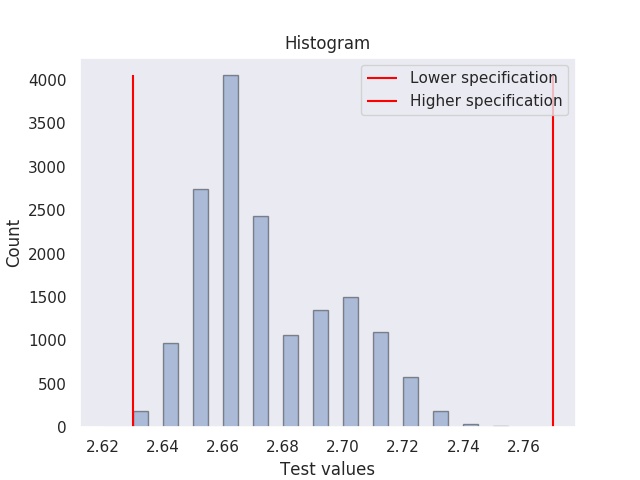 Histogram
Lower specification
Higher specification
4000
3500
3000
2500
2000
1500
1000
500
0
Count
2.62 2.64 2.66 2.68 2.70 2.72 2.74 2.76
Test values